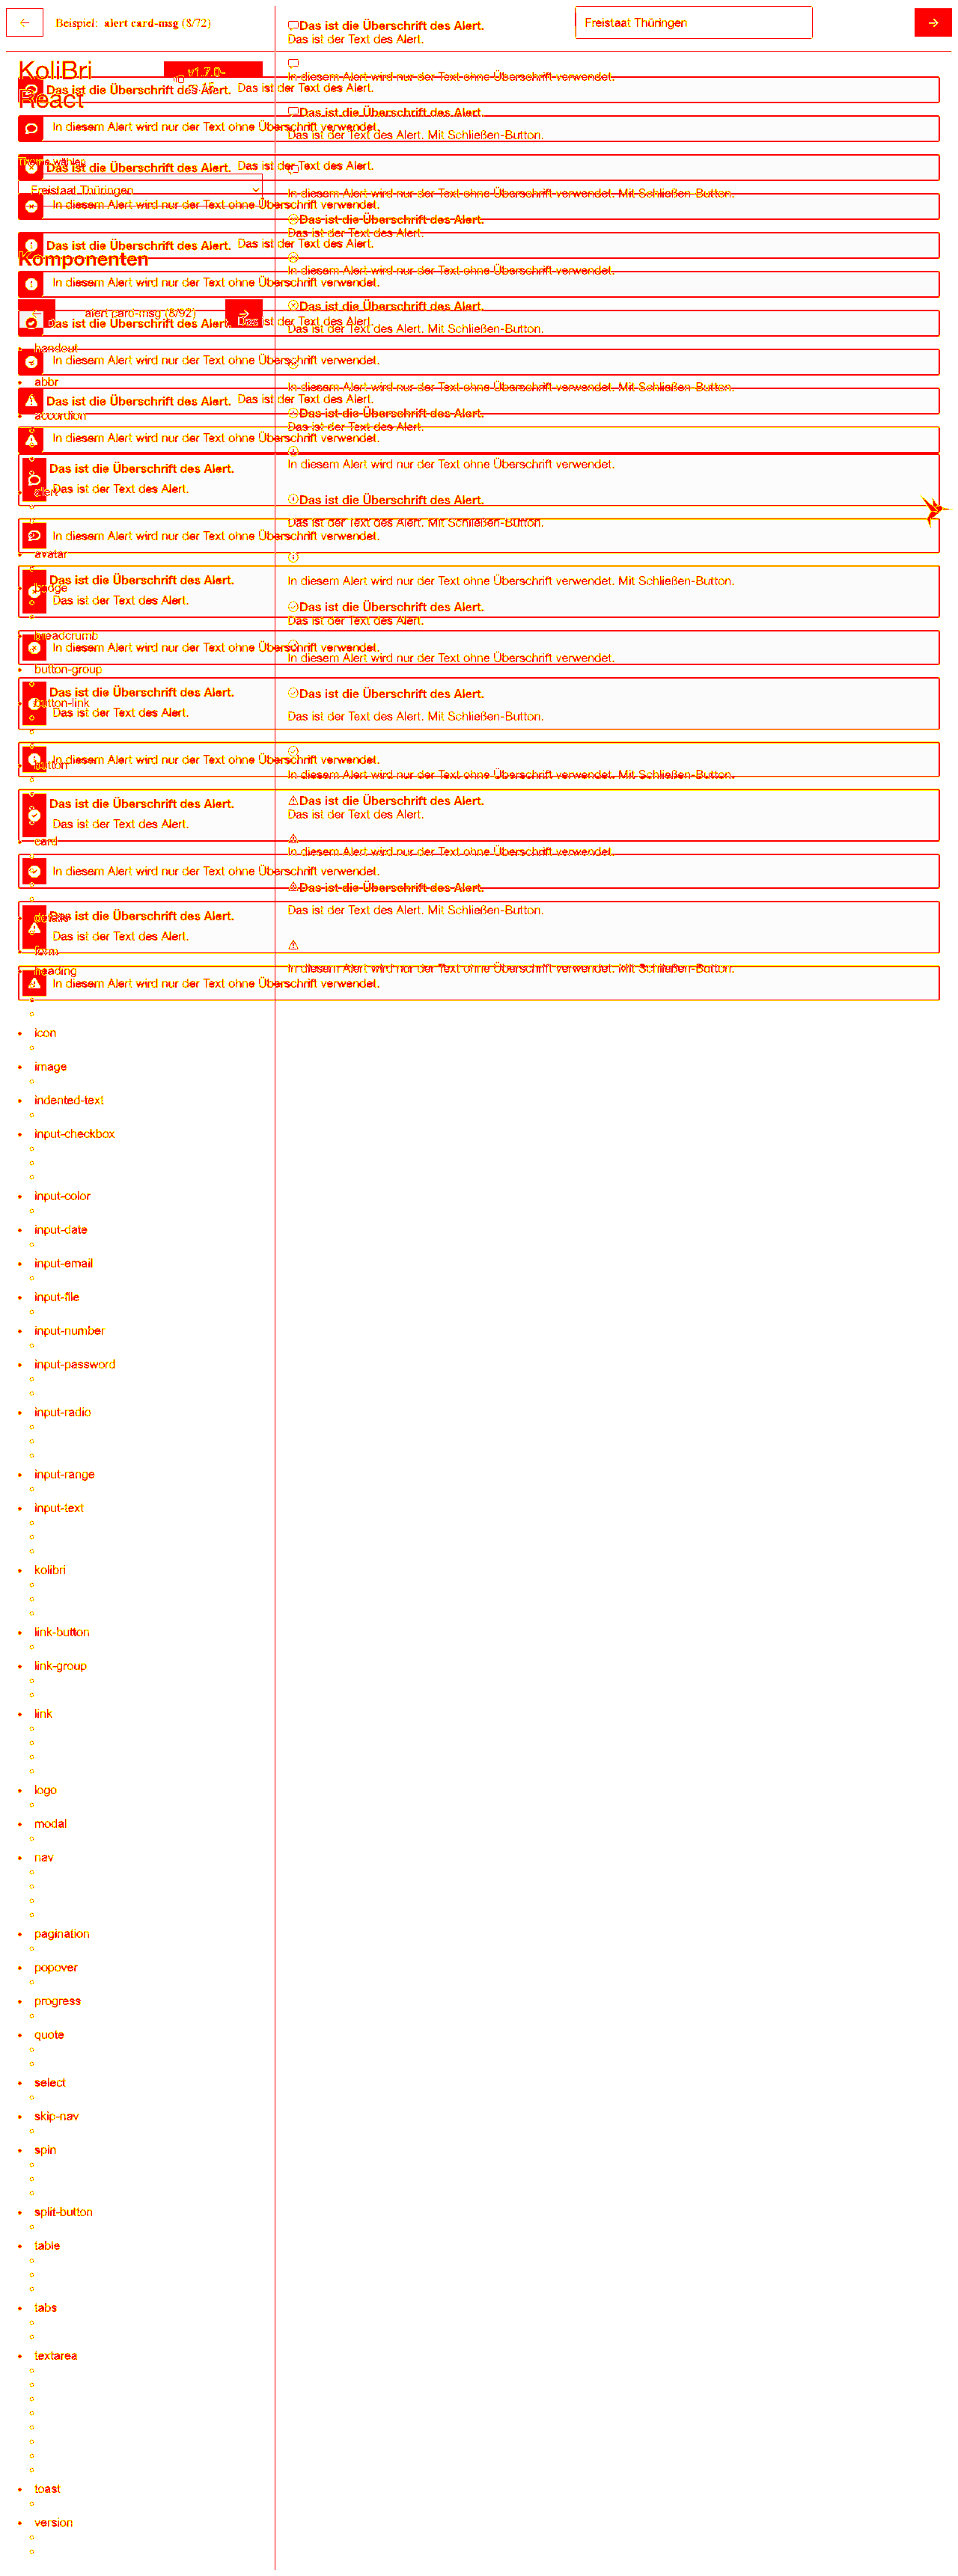 Beispiel: alert card-msg (8/72)
Freistaat Thüringen
KoliBri
React
v1.7.0-
Theme wählen
Freistaat Thüringen
Komponenten
alert card-msg (8/92)
handout
abbr
accordion
alert
avatar
badge
breadcrumb
button-group
button-link
button
card
details
form
heading
icon
image
indented-text
input-checkbox
input-color
input-date
input-email
input-file
input-number
input-password
input-radio
input-range
input-text
kolibri
link-button
link-group
link
logo
modal
nav
pagination
popover
progress
quote
select
skip-nav
spin
split-button
table
tabs
textarea
toast
version
Das ist die Überschrift des Alert. Das ist der Text des Alert.
In diesem Alert wird nur der Text ohne Überschrift verwendet.
Das ist die Überschrift des Alert. Das ist der Text des Alert.
In diesem Alert wird nur der Text ohne Überschrift verwendet.
Das ist die Überschrift des Alert. Das ist der Text des Alert.
In diesem Alert wird nur der Text ohne Überschrift verwendet.
Das ist die Überschrift des Alert. Das ist der Text des Alert.
In diesem Alert wird nur der Text ohne Überschrift verwendet.
Das ist die Überschrift des Alert. Das ist der Text des Alert.
In diesem Alert wird nur der Text ohne Überschrift verwendet.
Das ist die Überschrift des Alert.
Das ist der Text des Alert.
In diesem Alert wird nur der Text ohne Überschrift verwendet.
Das ist die Überschrift des Alert.
Das ist der Text des Alert.
In diesem Alert wird nur der Text ohne Überschrift verwendet.
Das ist die Überschrift des Alert.
Das ist der Text des Alert.
In diesem Alert wird nur der Text ohne Überschrift verwendet.
Das ist die Überschrift des Alert.
Das ist der Text des Alert.
In diesem Alert wird nur der Text ohne Überschrift verwendet.
Das ist die Überschrift des Alert.
Das ist der Text des Alert.
In diesem Alert wird nur der Text ohne Überschrift verwendet.
Das ist die Überschrift des Alert.
Das ist der Text des Alert.
In diesem Alert wird nur der Text ohne Überschrift verwendet.
Das ist die Überschrift des Alert.
Das ist der Text des Alert. Mit Schließen-Button.
In diesem Alert wird nur der Text ohne Überschrift verwendet. Mit Schließen-Button.
Das ist die Überschrift des Alert.
Das ist der Text des Alert.
In diesem Alert wird nur der Text ohne Überschrift verwendet.
Das ist die Überschrift des Alert.
Das ist der Text des Alert. Mit Schließen-Button.
In diesem Alert wird nur der Text ohne Überschrift verwendet. Mit Schließen-Button.
Das ist die Überschrift des Alert.
Das ist der Text des Alert.
In diesem Alert wird nur der Text ohne Überschrift verwendet.
Das ist die Überschrift des Alert.
Das ist der Text des Alert. Mit Schließen-Button.
In diesem Alert wird nur der Text ohne Überschrift verwendet. Mit Schließen-Button.
Das ist die Überschrift des Alert.
Das ist der Text des Alert.
In diesem Alert wird nur der Text ohne Überschrift verwendet.
Das ist die Überschrift des Alert.
Das ist der Text des Alert. Mit Schließen-Button.
In diesem Alert wird nur der Text ohne Überschrift verwendet. Mit Schließen-Button.
Das ist die Überschrift des Alert.
Das ist der Text des Alert.
In diesem Alert wird nur der Text ohne Überschrift verwendet.
Das ist die Überschrift des Alert.
Das ist der Text des Alert. Mit Schließen-Button.
In diesem Alert wird nur der Text ohne Überschrift verwendet. Mit Schließen-Button.